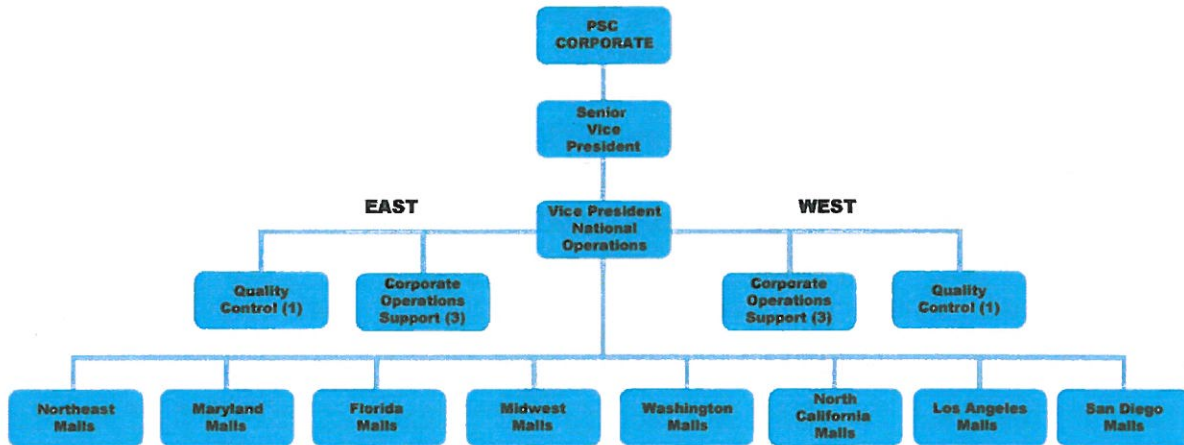 PSC
CORPORATE
Senior
Vice
President
EAST
Vice President
National
Operations
WEST
Quality
Control (1)
Corporate
Operations
Support (3)
Corporate
Operations
Support (3)
Quality
Control (1)
Northeast
Malls
Maryland
Malls
Florida
Malls
Midwest
Malls
Washington
Malls
North
California
Malls
Los Angeles
Malls
San Diego
Malls